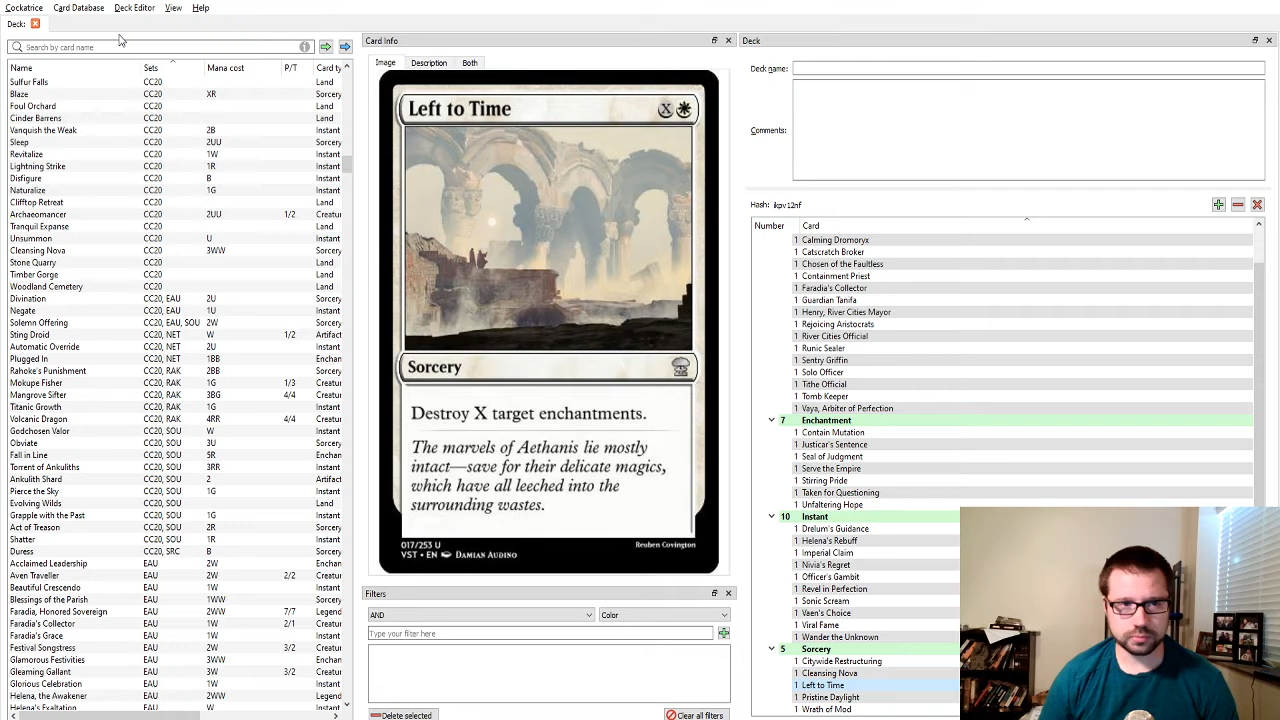 Cockatrice Card Database Deck Editor View Help
Deck:
Search by card name
Name Sets Mana cost P/T Card ty
Sulfur Falls CC20 Land
Blaze CC20 XR Sorcery
Foul Orchard CC20 Land
Cinder Barrens CC20 Land
Vanquish the Weak CC20 2B Instant
Sleep CC20 2UU Sorcery
Revitalize CC20 1W Instant
Lightning Strike CC20 1R Instant
Disfigure CC20 B Instant
Naturalize CC20 1G Instant
Clifftop Retreat CC20 Land
Archaeomancer CC20 2UU 1/2 Creatur
Tranquil Expanse CC20 Land
Unsummon CC20 U Instant
Cleansing Nova CC20 3WW Sorcery
Stone Quarry CC20 Land
Timber Gorge CC20 Land
Woodland Cemetery CC20 Land
Divination CC20, EAU 2U Sorcery
Negate CC20, EAU 1U Instant
Solemn Offering CC20, EAU, SOU 2W Sorcery
Sting Droid CC20, NET W 1/2 Artifact
Automatic Override CC20, NET 2U Instant
Plugged In CC20, NET 1BB Enchan
Rahoke's Punishment CC20, RAK 2BB Sorcery
Mokupe Fisher CC20, RAK 1G 1/3 Creatur
Mangrove Sifter CC20, RAK 3BG 4/4 Creatur
Titanic Growth CC20, RAK 1G Instant
Volcanic Dragon CC20, RAK 4RR 4/4 Creatur
Godchosen Valor CC20, SOU W Instant
Obviate CC20, SOU 3U Sorcery
Fall in Line CC20, SOU 5R Sorcery
Torrent of Ankuliths CC20, SOU 3RR Instant
Ankulith Shard CC20, SOU 2 Artifact
Pierce the Sky CC20, SOU 1G Instant
Evolving Wilds CC20, SOU Land
Grapple with the Past CC20, SOU 1G Instant
Act of Treason CC20, SOU 2R Sorcery
Shatter CC20, SOU 1R Instant
Duress CC20, SRC B Sorcery
Acclaimed Leadership EAU 2W Enchan
Aven Traveller EAU 2W 2/2 Creatur
Beautiful Crescendo EAU 1W Instant
Blessings of the Parish EAU 1WW Instant
Faradia, Honored Sovereign EAU 2WW 7/7 Legend
Faradia's Collector EAU 1W 2/1 Creatur
Faradia's Grace EAU 1W Instant
Festival Songstress EAU 2W 3/2 Creatur
Glamorous Festivities EAU 3WW Enchan
Gleaming Gallant EAU 3W 3/2 Creatur
Glorious Celebration EAU 1W Instant
Helena, the Awakener EAU 2WW Legend
Helena's Exaltation EAU 2W Instant
Card Info
Image Description Both
Left to Time X
Sorcery
Destroy X target enchantments.
The marvels of Aethanis lie mostly
intact—save for their delicate magics,
which have all leeched into the
surrounding wastes.
017/253 U Reuben Covington
VST • EN Damian Audino
Filters
AND Color
Type your filter here
Delete selected Clear all filters
Deck
Deck name:
Comments:
Hash: ikpv12nf
Number Card
1 Calming Dromoryx
1 Catscratch Broker
1 Chosen of the Faultless
1 Containment Priest
1 Faradia's Collector
1 Guardian Tanifa
1 Henry, River Cities Mayor
1 Rejoicing Aristocrats
1 River Cities Official
1 Runic Sealer
1 Sentry Griffin
1 Solo Officer
1 Tithe Official
1 Tomb Keeper
1 Vaya, Arbiter of Perfection
7 Enchantment
1 Contain Mutation
1 Justicar's Sentence
1 Seal of Judgement
1 Serve the Empire
1 Stirring Pride
1 Taken for Questioning
1 Unfaltering Hope
10 Instant
1 Drelum's Guidance
1 Helena's Rebuff
1 Imperial Claim
1 Nivia's Regret
1 Officer's Gambit
1 Revel in Perfection
1 Sonic Scream
1 Vaen's Choice
1 Viral Fame
1 Wander the Unknown
5 Sorcery
1 Citywide Restructuring
1 Cleansing Nova
1 Left to Time
1 Pristine Daylight
1 Wrath of Mod